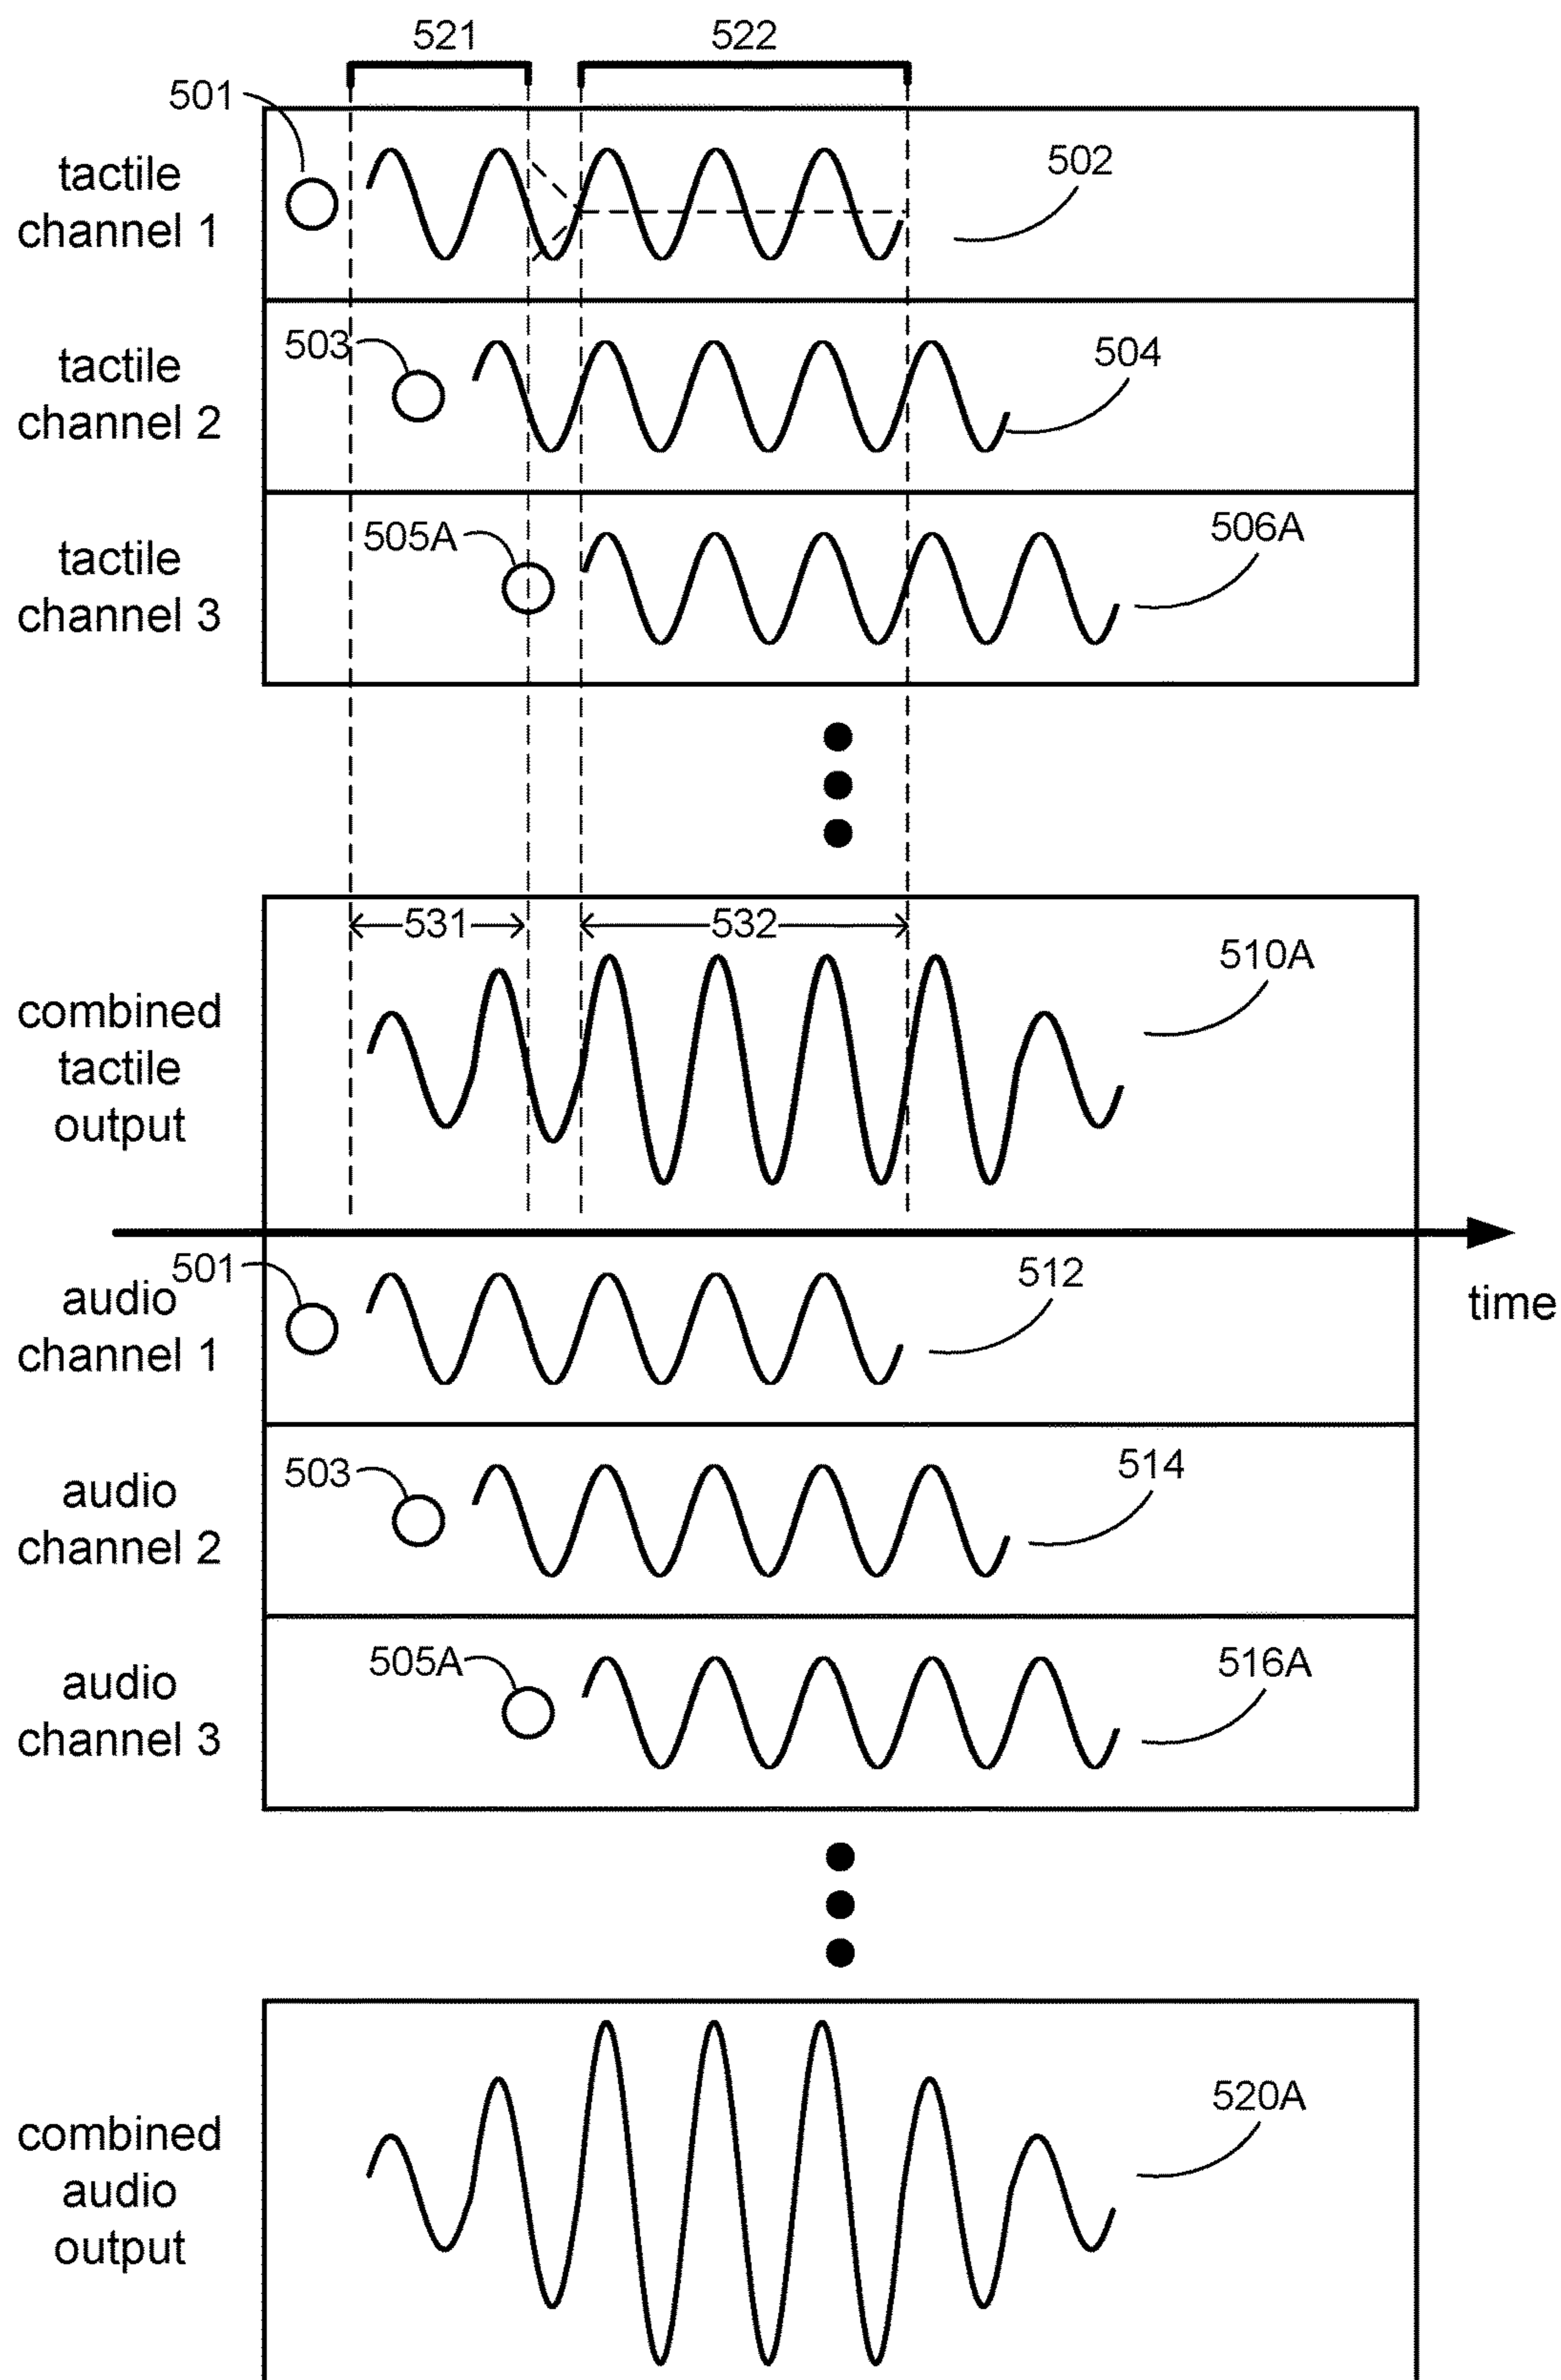 521
522
501
tactile
channel 1
502
503
tactile
channel 2
504
505A
tactile
channel 3
506A
531
532
510A
combined
tactile
output
501
audio
channel 1
512
time
503
audio
channel 2
514
505A
audio
channel 3
516A
combined
audio
output
520A